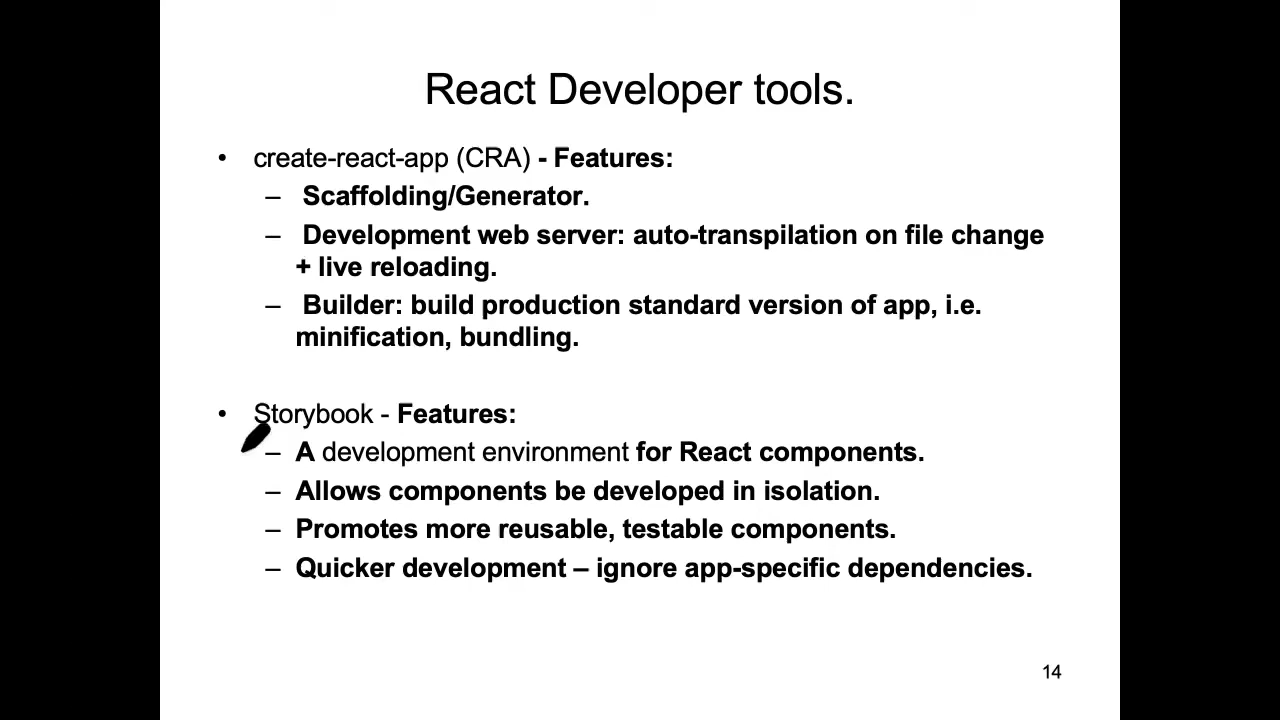 React Developer tools.
• create-react-app (CRA) - Features:
– Scaffolding/Generator.
– Development web server: auto-transpilation on file change
+ live reloading.
– Builder: build production standard version of app, i.e.
minification, bundling.
• Storybook - Features:
– A development environment for React components.
– Allows components be developed in isolation.
– Promotes more reusable, testable components.
– Quicker development – ignore app-specific dependencies.
14